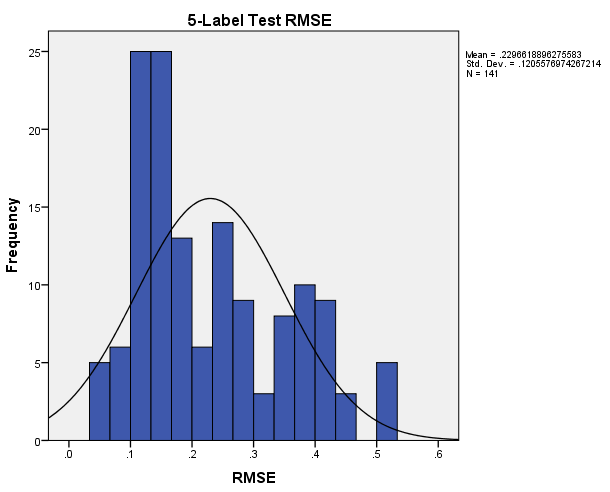 5-Label Test RMSE
Mean = .2296618896275583
Std. Dev. = .1205576974267214
N = 141
Frequency
25
20
15
10
5
0
.0 .1 .2 .3 .4 .5 .6
RMSE